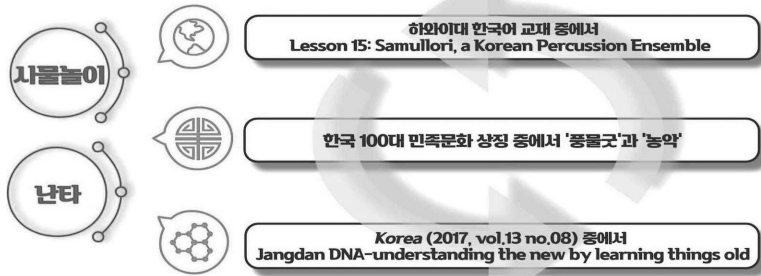 사물놀이
난타
하와이대 한국어 교재 중에서
Lesson 15: Samullori, a Korean Percussion Ensemble
한국 100대 민족문화 상징 중에서 '풍물굿'과 '농악'
Korea (2017, vol.13 no.08) 중에서
Jangdan DNA-understanding the new by learning things old